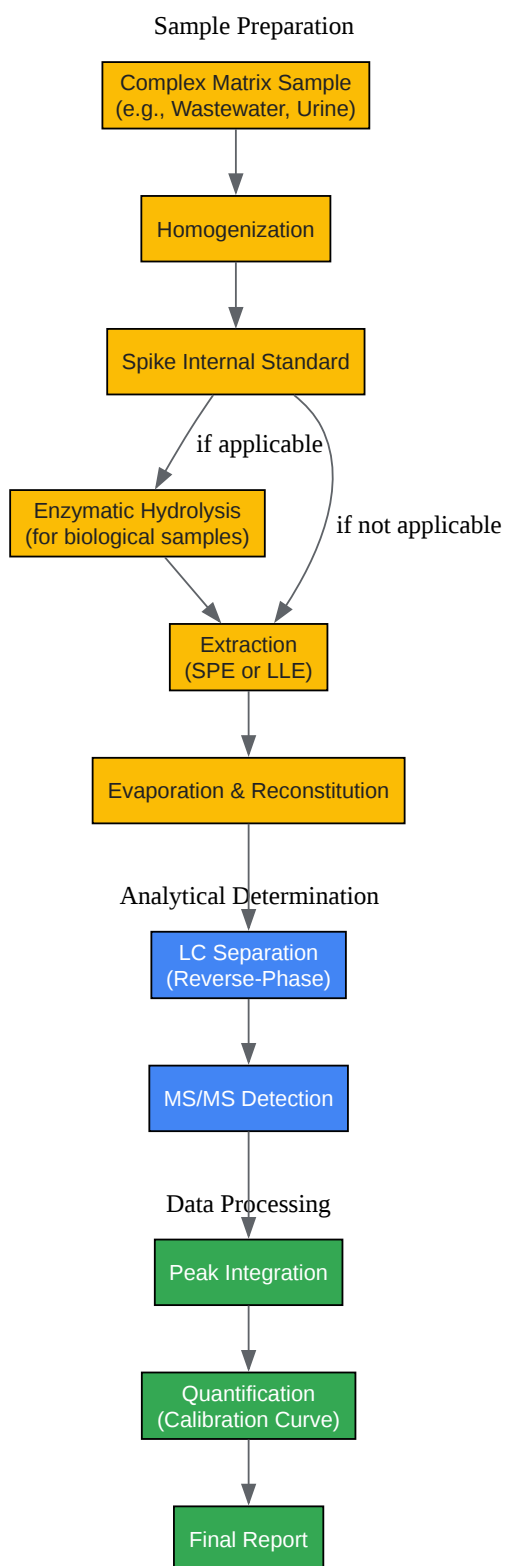 Sample Preparation
Complex Matrix Sample
(e.g., Wastewater, Urine)
Homogenization
Spike Internal Standard
if applicable
Enzymatic Hydrolysis
(for biological samples)
if not applicable
Extraction
(SPE or LLE)
Evaporation & Reconstitution
Analytical Determination
LC Separation
(Reverse-Phase)
MS/MS Detection
Data Processing
Peak Integration
Quantification
(Calibration Curve)
Final Report